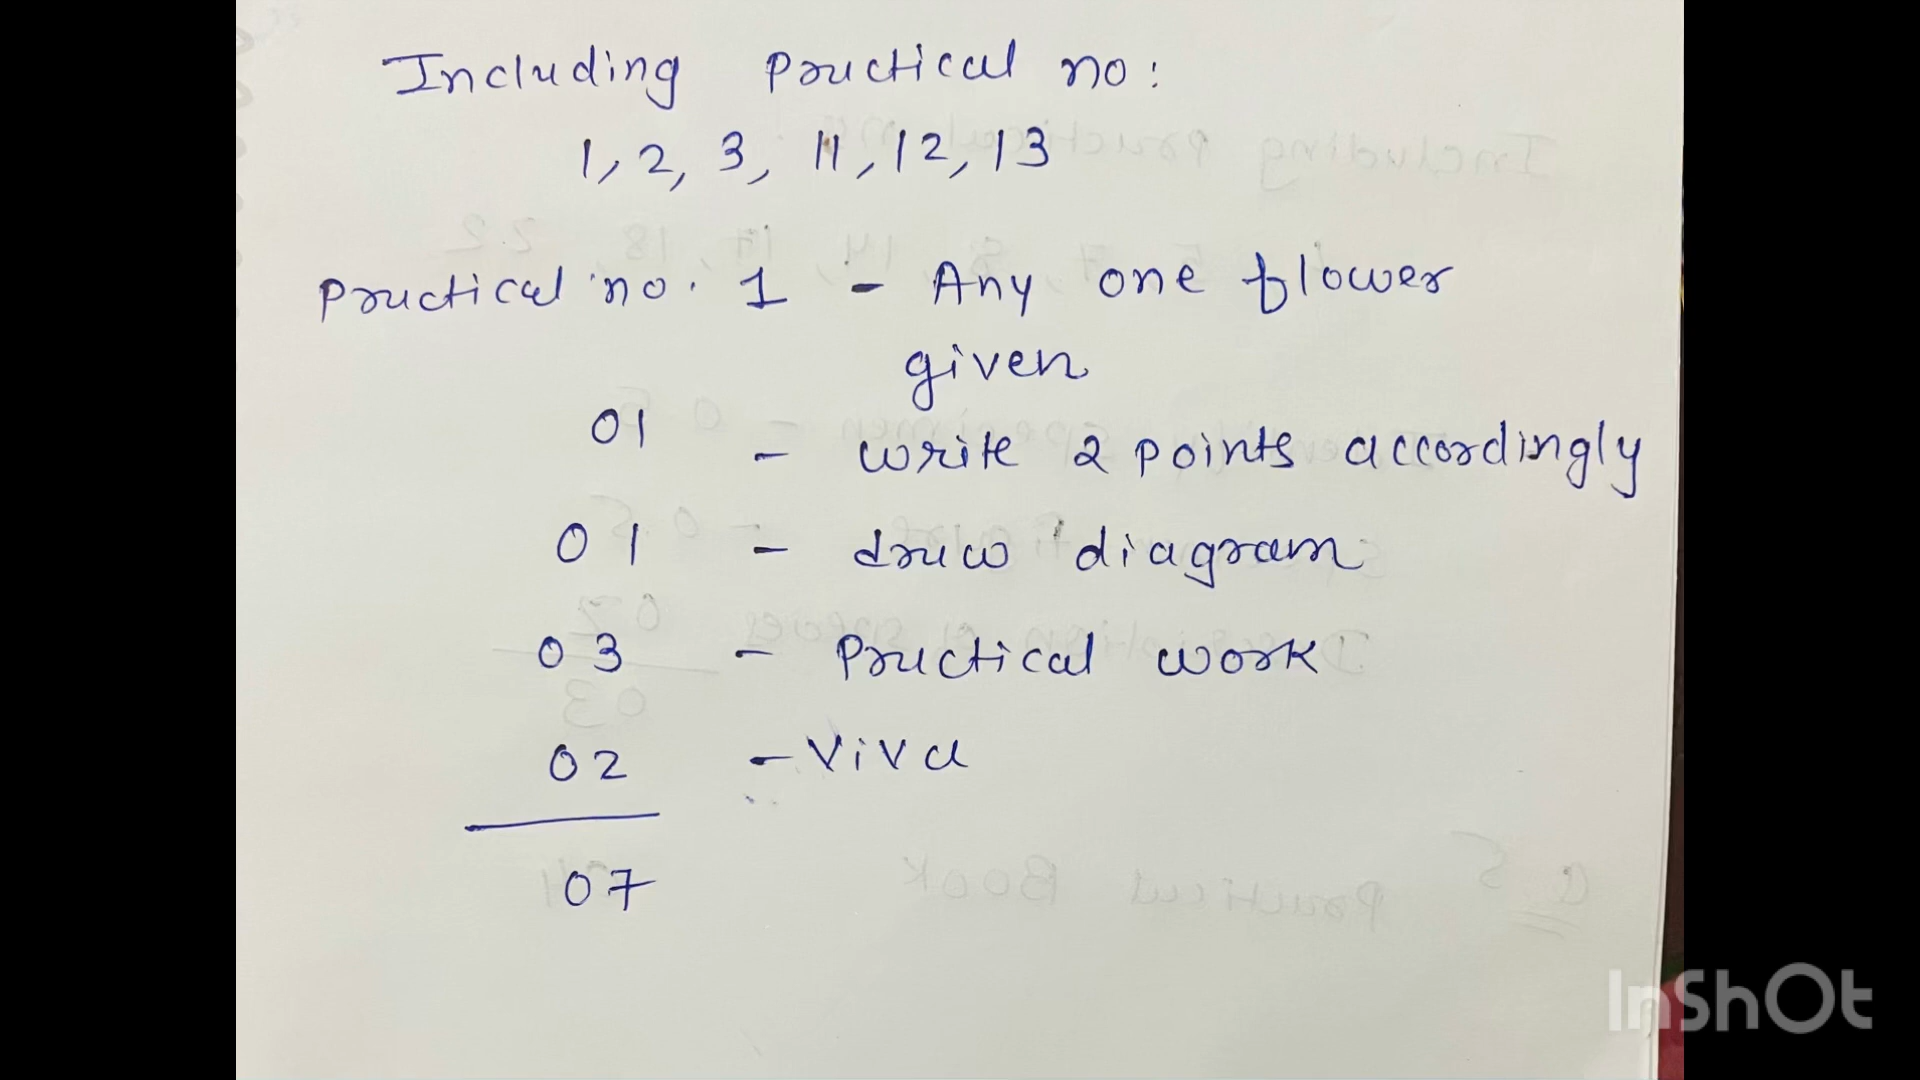 Including Practical no:
1, 2, 3, 11, 12, 13
Practical no. 1 - Any one flower
given
01 - write 2 points accordingly
01 - draw diagram
03 - Practical work
02 - Viva
07
InShOt